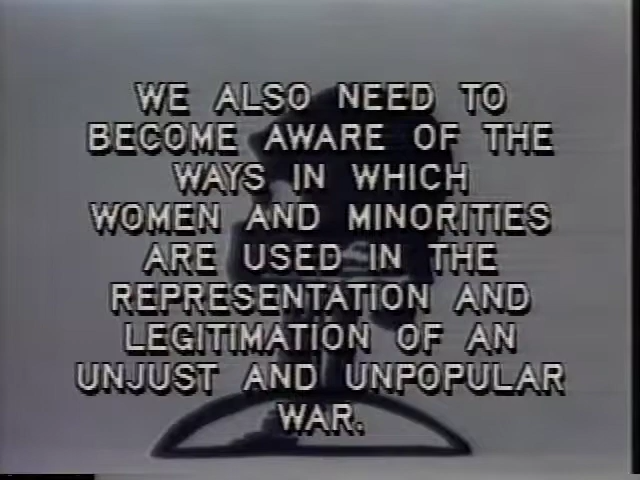 WE ALSO NEED TO
BECOME AWARE OF THE
WAYS IN WHICH
WOMEN AND MINORITIES
ARE USED IN THE
REPRESENTATION AND
LEGITIMATION OF AN
UNJUST AND UNPOPULAR
WAR.